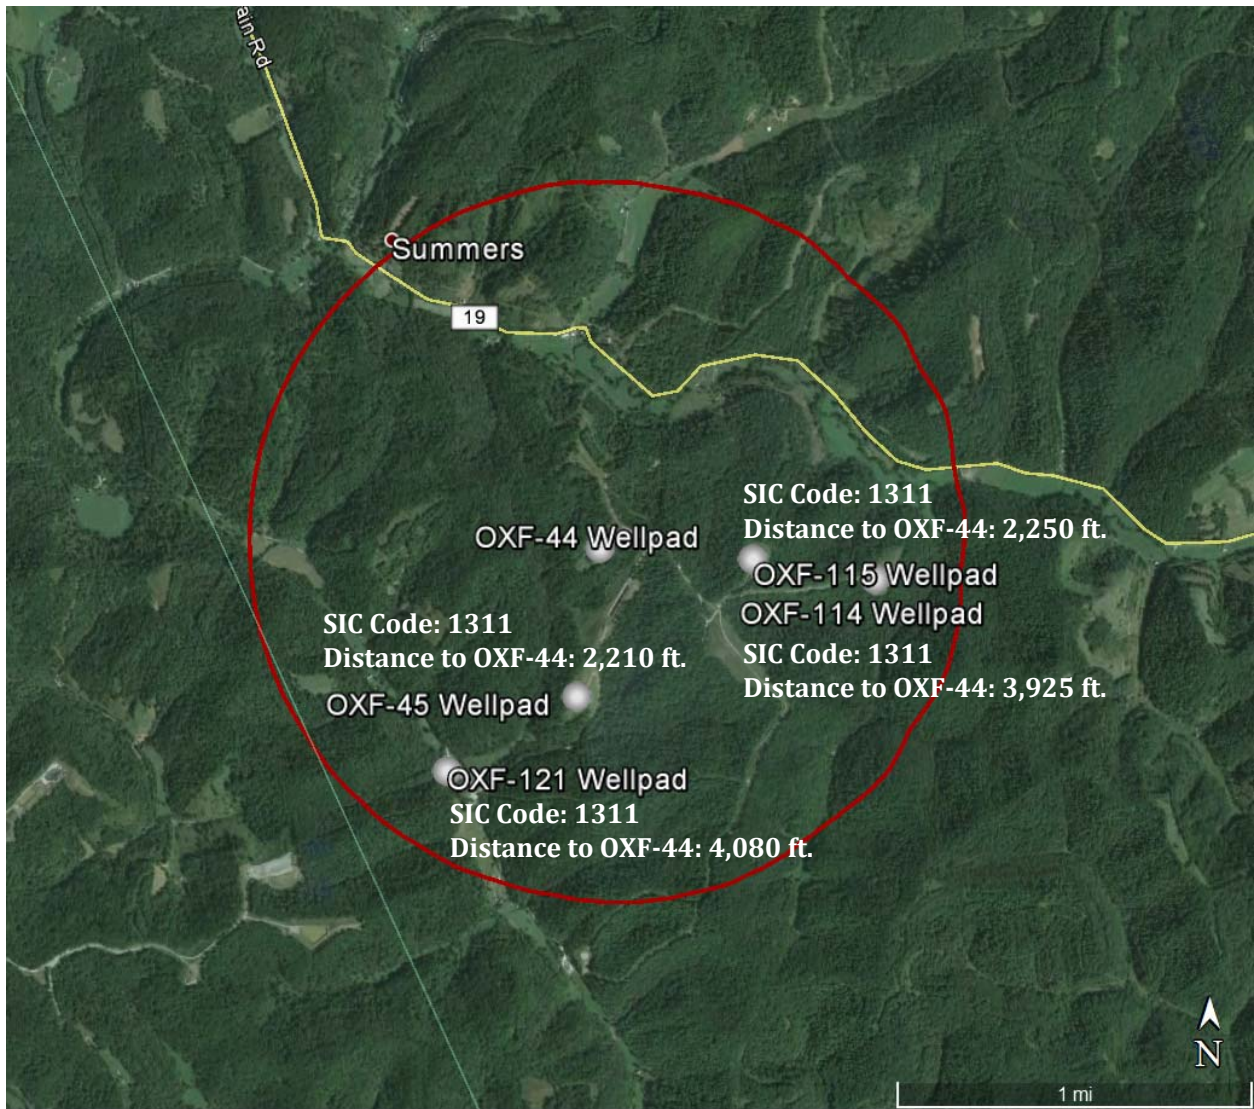 ain Rd
Summers
19
SIC Code: 1311
Distance to OXF-44: 2,250 ft.
OXF-44 Wellpad
OXF-115 Wellpad
OXF-114 Wellpad
SIC Code: 1311
Distance to OXF-44: 2,210 ft.
SIC Code: 1311
Distance to OXF-44: 3,925 ft.
OXF-45 Wellpad
OXF-121 Wellpad
SIC Code: 1311
Distance to OXF-44: 4,080 ft.
N
1 mi